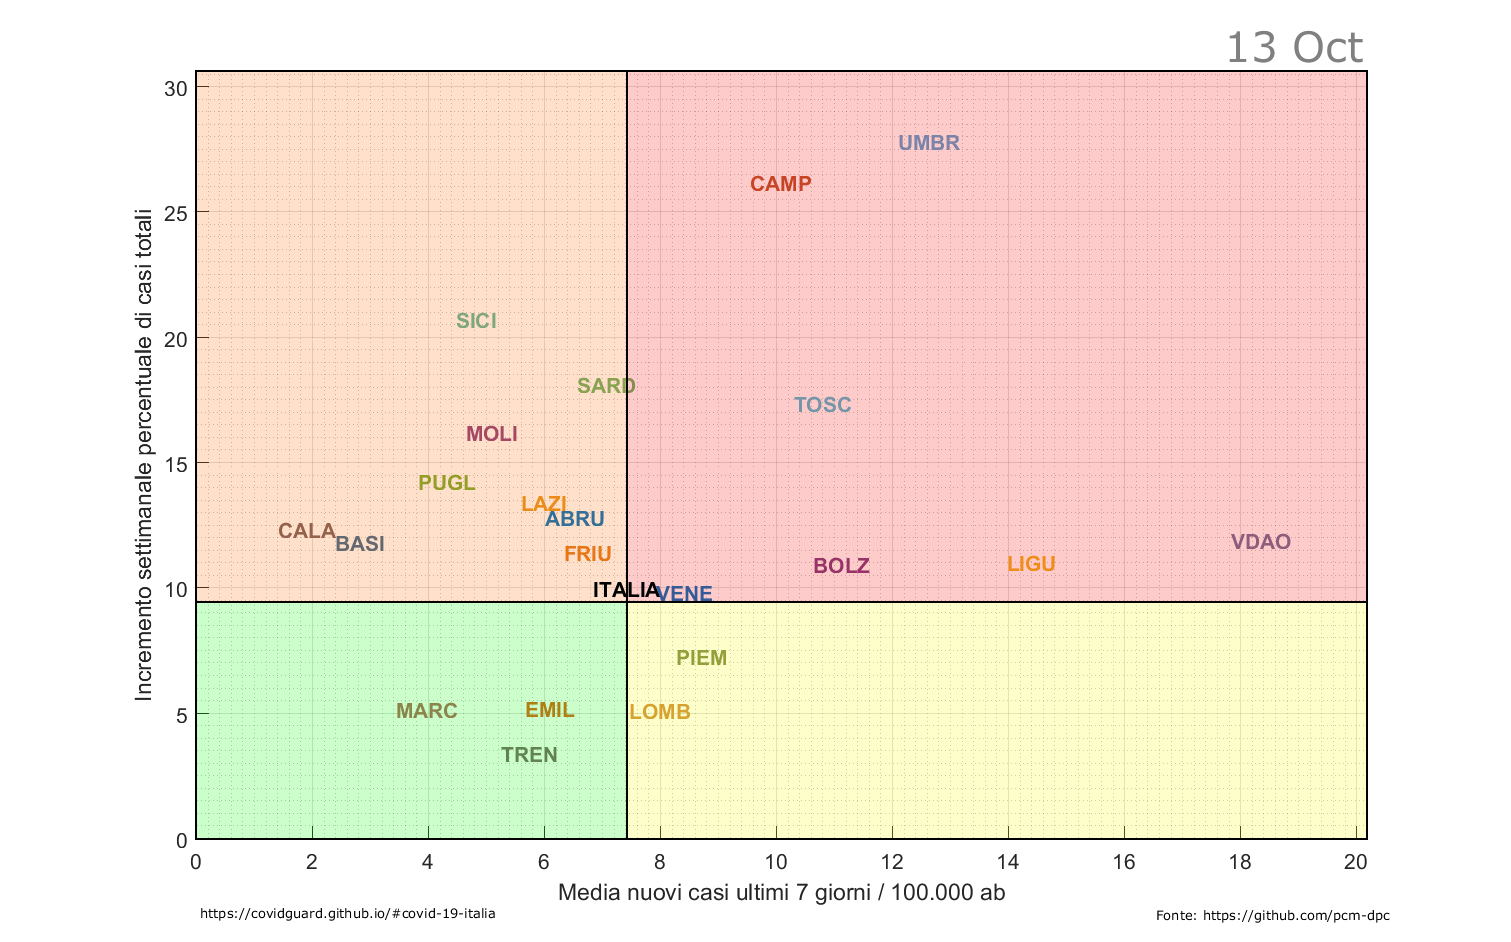 13 Oct
30
UMBR
CAMP
25
SICI
20
SARD
TOSC
MOLI
15
PUGL
LAZI
ABRU
CALA
BASI
FRIU
BOLZ
LIGU
VDAO
10
ITALIA
VENE
PIEM
5
MARC
EMIL
LOMB
TREN
0
Incremento settimanale percentuale di casi totali
0 2 4 6 8 10 12 14 16 18 20
Media nuovi casi ultimi 7 giorni / 100.000 ab
https://covidguard.github.io/#covid-19-italia
Fonte: https://github.com/pcm-dpc